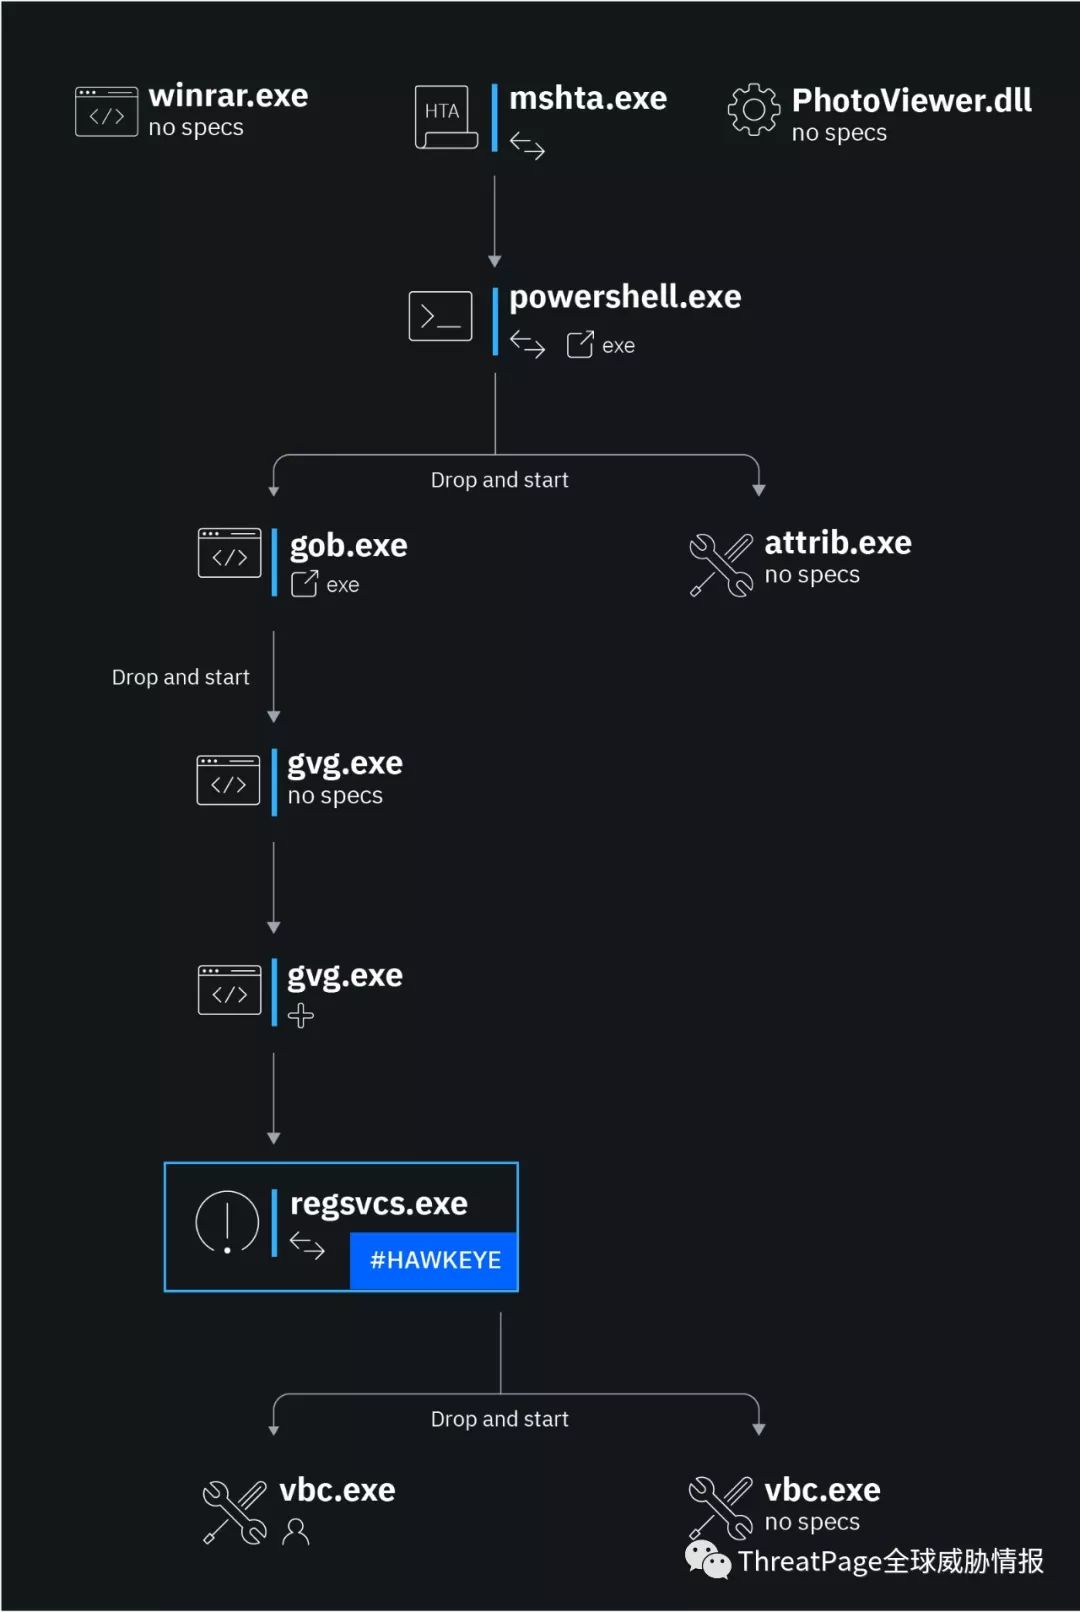 winrar.exe
no specs
HTA
mshta.exe
PhotoViewer.dll
no specs
powershell.exe
exe
Drop and start
gob.exe
exe
attrib.exe
no specs
Drop and start
gvg.exe
no specs
gvg.exe
regsvcs.exe
#HAWKEYE
Drop and start
vbc.exe
vbc.exe
no specs
ThreatPage全球威胁情报